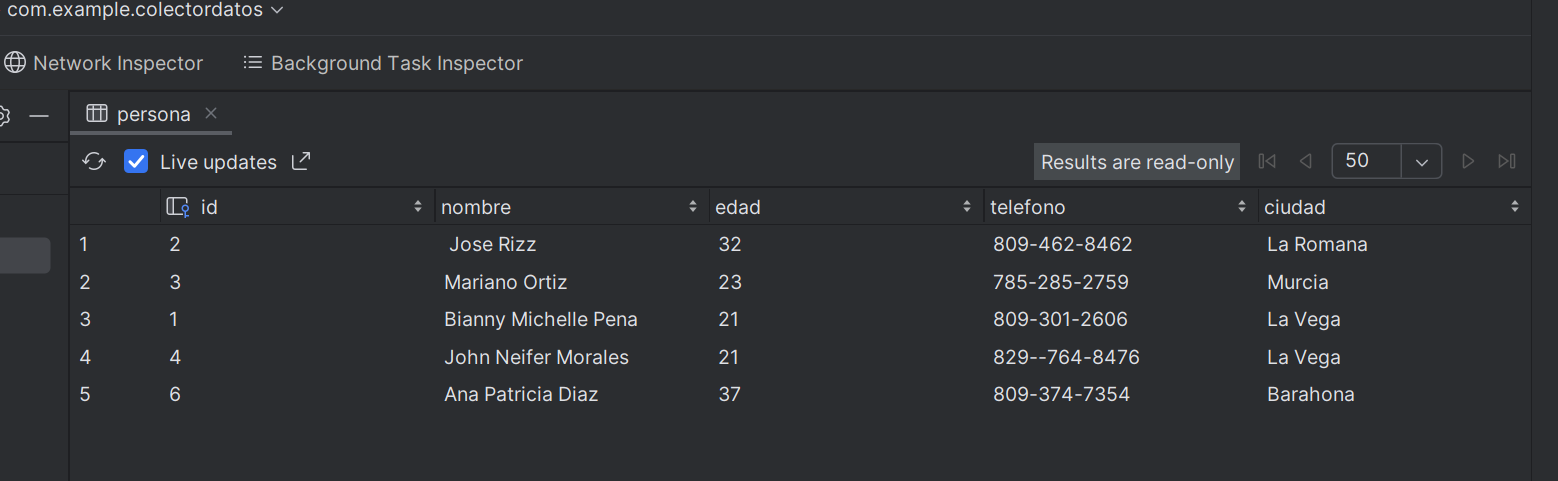 com.example.colectordatos
Network Inspector Background Task Inspector
persona
Live updates Results are read-only 50
id nombre edad telefono ciudad
1 2 Jose Rizz 32 809-462-8462 La Romana
2 3 Mariano Ortiz 23 785-285-2759 Murcia
3 1 Bianny Michelle Pena 21 809-301-2606 La Vega
4 4 John Neifer Morales 21 829--764-8476 La Vega
5 6 Ana Patricia Diaz 37 809-374-7354 Barahona